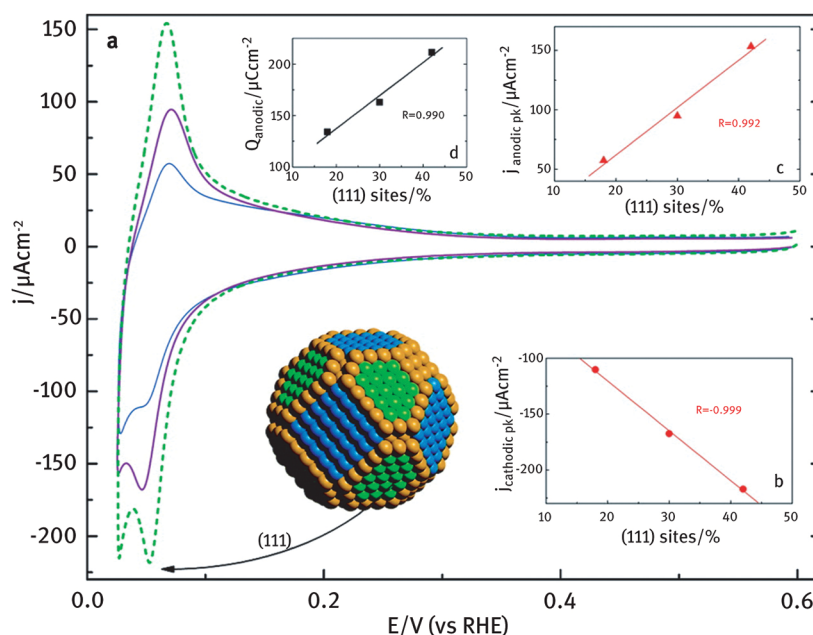 a
150
100
50
0
-50
-100
-150
-200
j/µAcm-2
0.0
0.2
0.4
0.6
E/V (vs RHE)
(111)
200
150
100
Qanodic/µCcm-2
R=0.990
d
10
20
30
40
50
(111) sites/%
150
100
50
j anodic pk/µAcm-2
R=0.992
c
10
20
30
40
50
(111) sites/%
-100
-150
-200
jcathodic pk/µAcm-2
R=-0.999
b
10
20
30
40
50
(111) sites/%